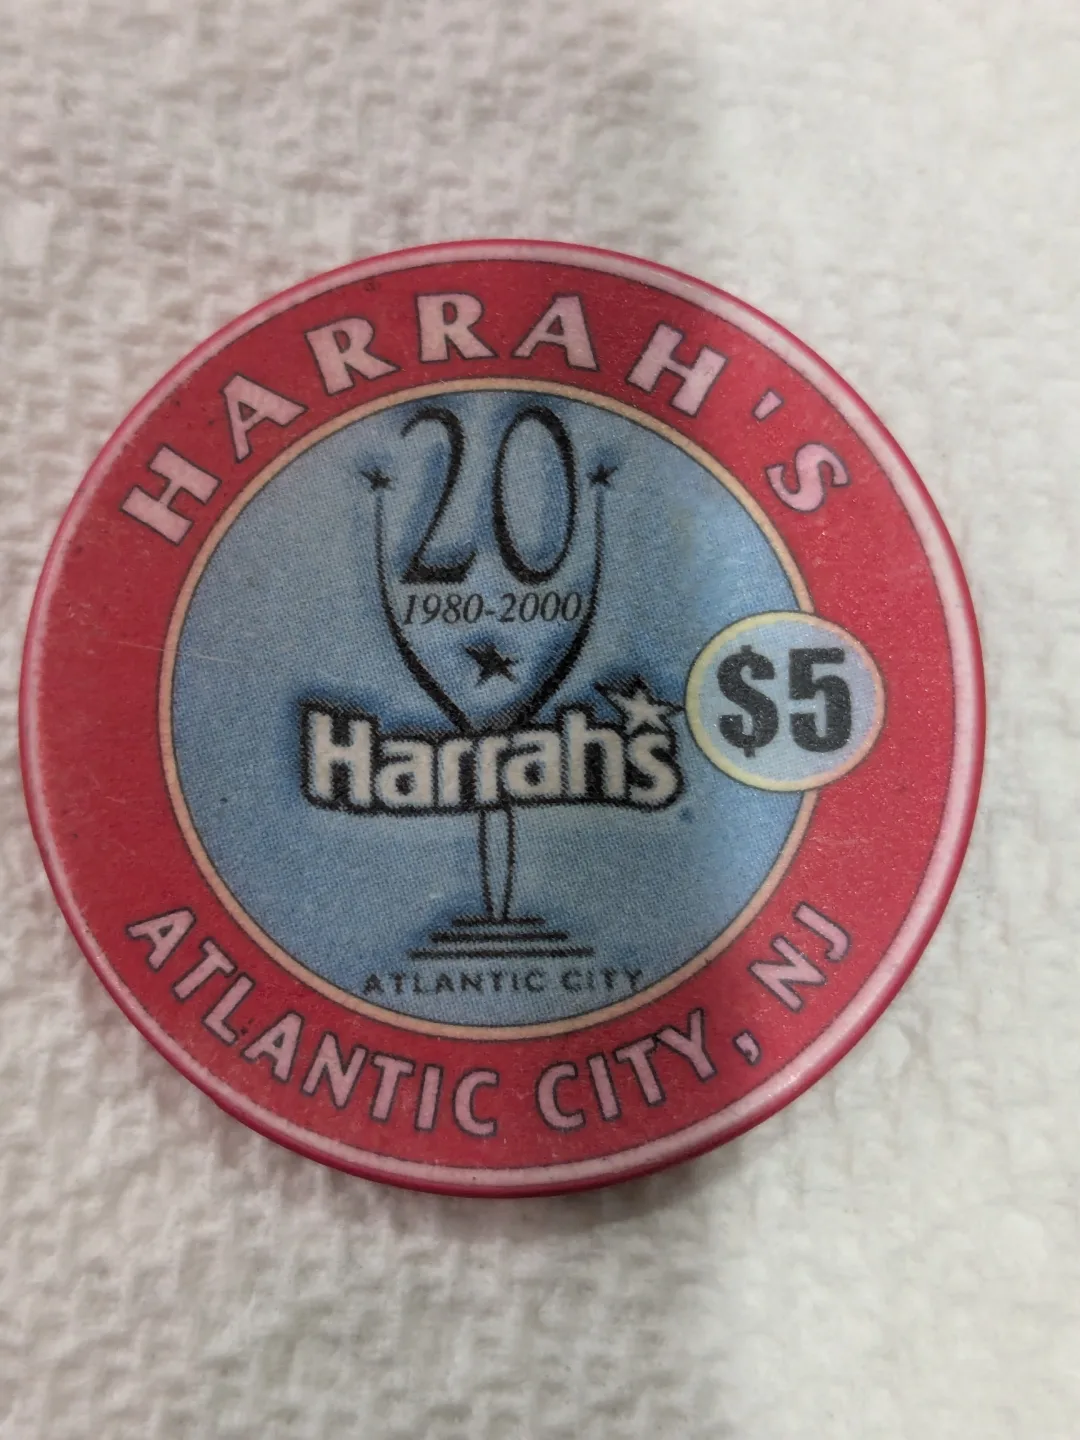 HARRAH'S
20
1980-2000
Harrah's
$5
ATLANTIC CITY
ATLANTIC CITY, NJ